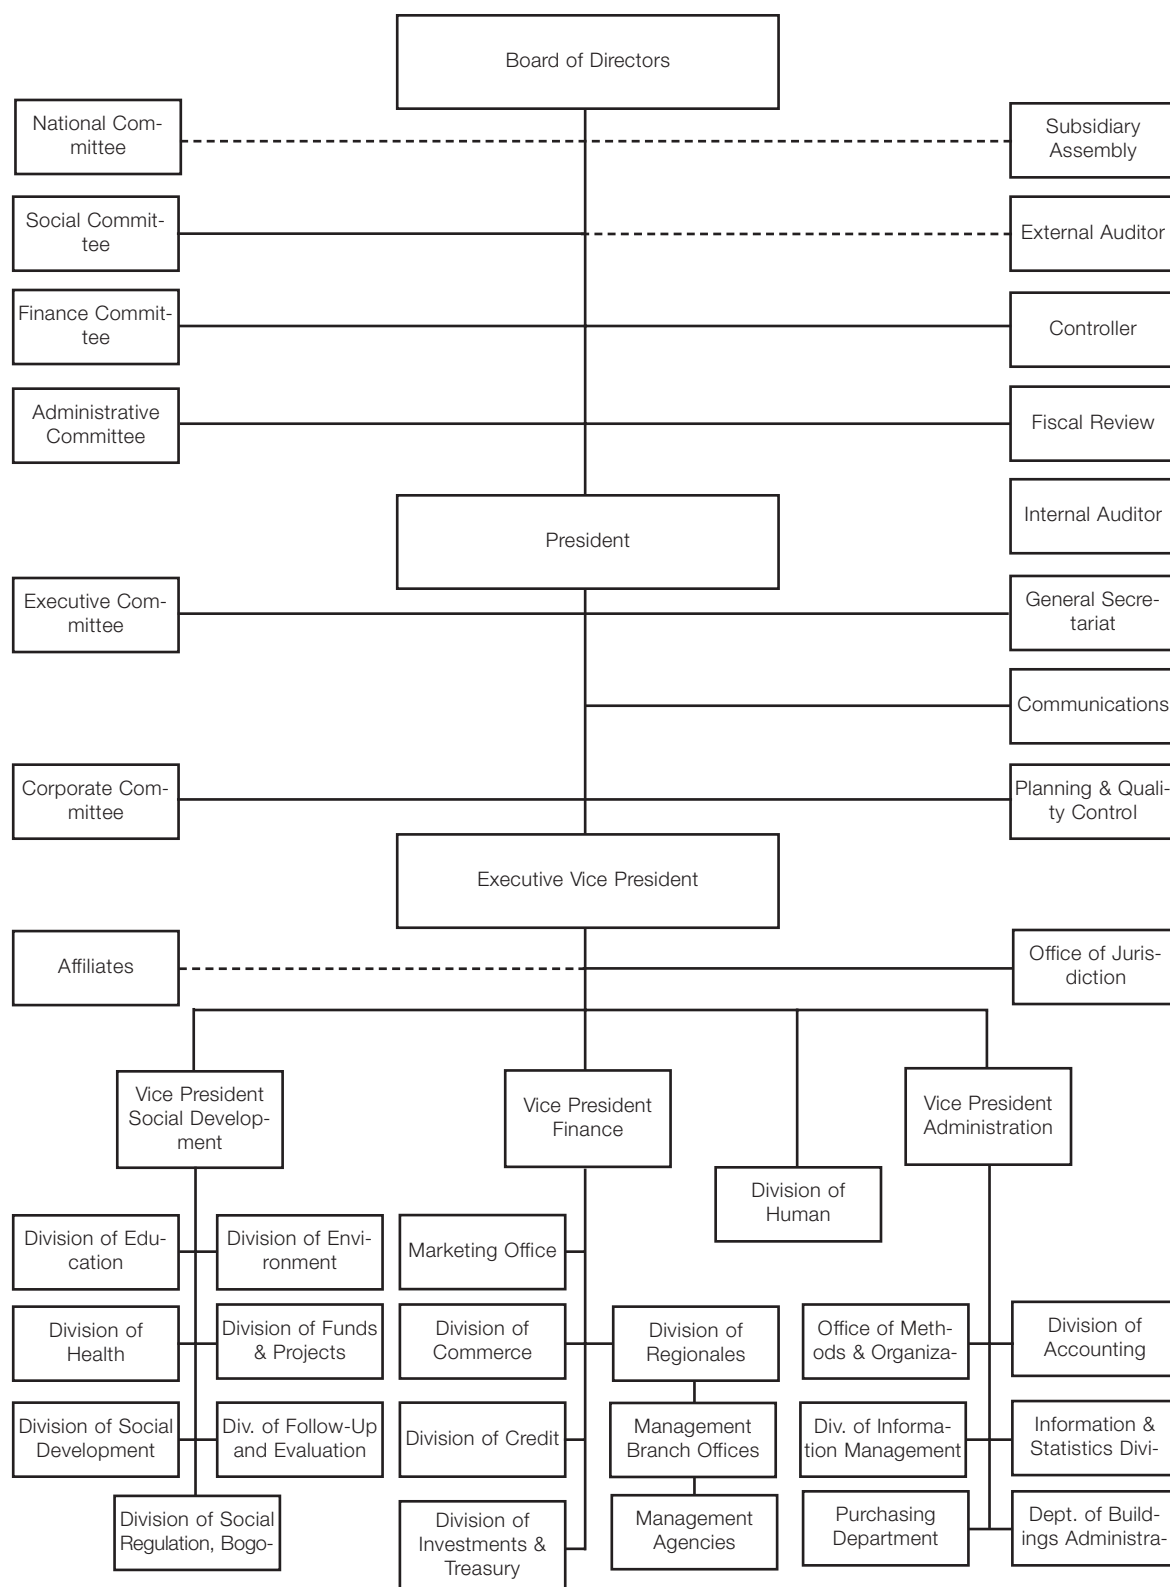 Board of Directors
National Com-
mittee
Subsidiary
Assembly
Social Commit-
tee
External Auditor
Finance Commit-
tee
Controller
Administrative
Committee
Fiscal Review
Internal Auditor
President
Executive Com-
mittee
General Secre-
tariat
Communications
Corporate Com-
mittee
Planning & Quali-
ty Control
Executive Vice President
Affiliates
Office of Juris-
diction
Vice President
Social Develop-
ment
Vice President
Finance
Vice President
Administration
Division of
Human
Division of Edu-
cation
Division of Envi-
ronment
Marketing Office
Division of
Health
Division of Funds
& Projects
Division of
Commerce
Division of
Regionales
Office of Meth-
ods & Organiza-
Division of
Accounting
Division of Social
Development
Div. of Follow-Up
and Evaluation
Division of Credit
Management
Branch Offices
Div. of Informa-
tion Management
Information &
Statistics Divi-
Division of Social
Regulation, Bogo-
Division of
Investments &
Treasury
Management
Agencies
Purchasing
Department
Dept. of Build-
ings Administra-